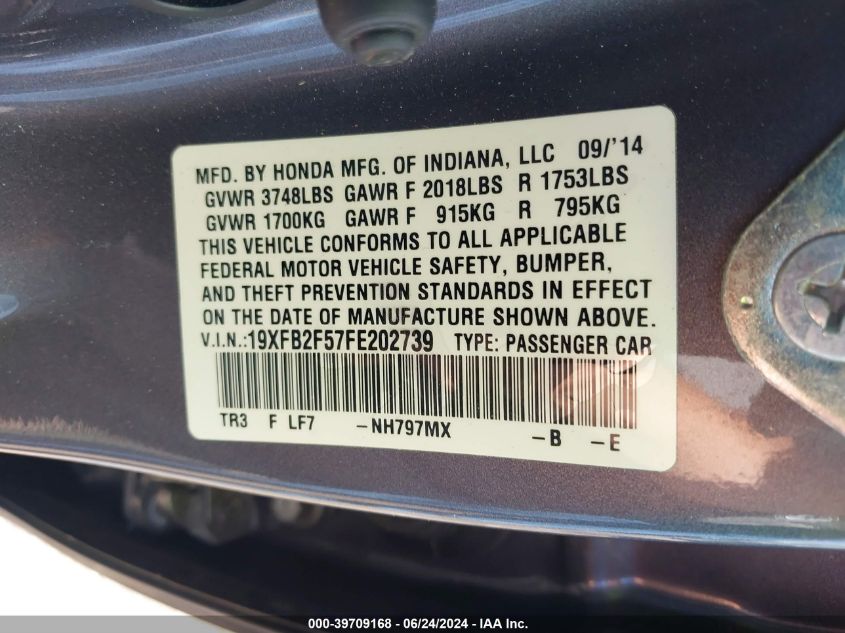 MFD. BY HONDA MFG. OF INDIANA, LLC 09/'14
GVWR 3748LBS GAWR F 2018LBS R 1753LBS
GVWR 1700KG GAWR F 915KG R 795KG
THIS VEHICLE CONFORMS TO ALL APPLICABLE
FEDERAL MOTOR VEHICLE SAFETY, BUMPER,
AND THEFT PREVENTION STANDARDS IN EFFECT
ON THE DATE OF MANUFACTURE SHOWN ABOVE.
V.I.N.:19XFB2F57FE202739 TYPE: PASSENGER CAR
TR3 F LF7 -NH797MX -B -E
000-39709168 - 06/24/2024 - IAA Inc.